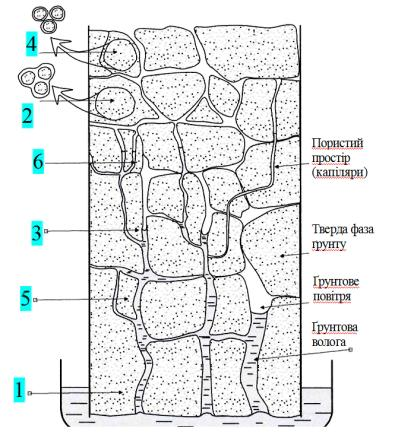 4
2
6
Пористий
простір
(капіляри)
3
Тверда фаза
ґрунту
5
Ґрунтове
повітря
Ґрунтова
волога
1